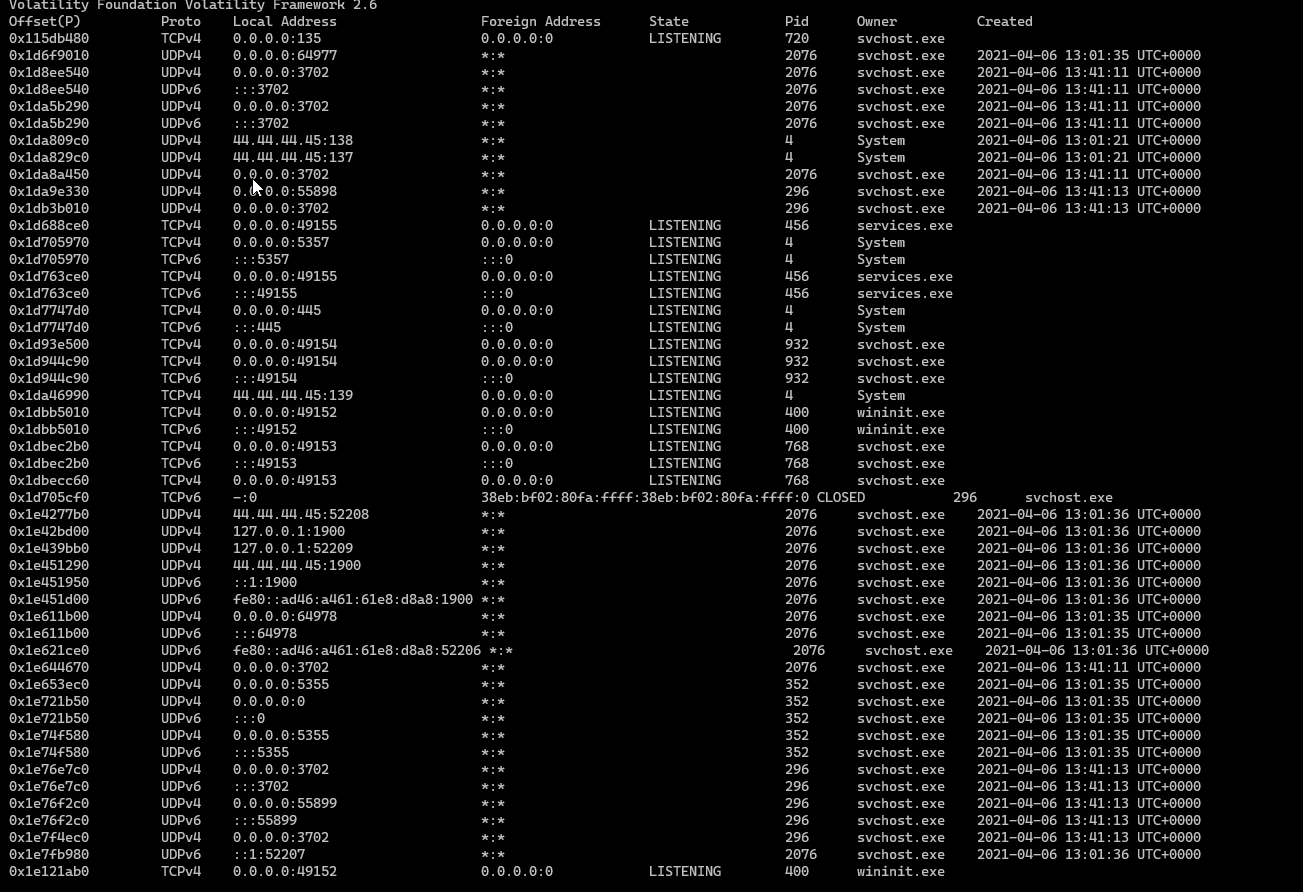 Volatility Foundation Volatility Framework 2.6
Offset(P) Proto Local Address Foreign Address State Pid Owner Created
0x115db480 TCPv4 0.0.0.0:135 0.0.0.0:0 LISTENING 720 svchost.exe
0x1d6f9010 UDPv4 0.0.0.0:64977 *:* 2076 svchost.exe 2021-04-06 13:01:35 UTC+0000
0x1d8ee540 UDPv4 0.0.0.0:3702 *:* 2076 svchost.exe 2021-04-06 13:41:11 UTC+0000
0x1d8ee540 UDPv6 :::3702 *:* 2076 svchost.exe 2021-04-06 13:41:11 UTC+0000
0x1da5b290 UDPv4 0.0.0.0:3702 *:* 2076 svchost.exe 2021-04-06 13:41:11 UTC+0000
0x1da5b290 UDPv6 :::3702 *:* 2076 svchost.exe 2021-04-06 13:41:11 UTC+0000
0x1da809c0 UDPv4 44.44.44.45:138 *:* 4 System 2021-04-06 13:01:21 UTC+0000
0x1da829c0 UDPv4 44.44.44.45:137 *:* 4 System 2021-04-06 13:01:21 UTC+0000
0x1da8a450 UDPv4 0.0.0.0:3702 *:* 2076 svchost.exe 2021-04-06 13:41:11 UTC+0000
0x1da9e330 UDPv4 0.0.0.0:55898 *:* 296 svchost.exe 2021-04-06 13:41:13 UTC+0000
0x1db3b010 UDPv4 0.0.0.0:3702 *:* 296 svchost.exe 2021-04-06 13:41:13 UTC+0000
0x1d688ce0 TCPv4 0.0.0.0:49155 0.0.0.0:0 LISTENING 456 services.exe
0x1d705970 TCPv4 0.0.0.0:5357 0.0.0.0:0 LISTENING 4 System
0x1d705970 TCPv6 :::5357 :::0 LISTENING 4 System
0x1d763ce0 TCPv4 0.0.0.0:49155 0.0.0.0:0 LISTENING 456 services.exe
0x1d763ce0 TCPv6 :::49155 :::0 LISTENING 456 services.exe
0x1d7747d0 TCPv4 0.0.0.0:445 0.0.0.0:0 LISTENING 4 System
0x1d7747d0 TCPv6 :::445 :::0 LISTENING 4 System
0x1d93e500 TCPv4 0.0.0.0:49154 0.0.0.0:0 LISTENING 932 svchost.exe
0x1d944c90 TCPv4 0.0.0.0:49154 0.0.0.0:0 LISTENING 932 svchost.exe
0x1d944c90 TCPv6 :::49154 :::0 LISTENING 932 svchost.exe
0x1da46990 TCPv4 44.44.44.45:139 0.0.0.0:0 LISTENING 4 System
0x1dbb5010 TCPv4 0.0.0.0:49152 0.0.0.0:0 LISTENING 400 wininit.exe
0x1dbb5010 TCPv6 :::49152 :::0 LISTENING 400 wininit.exe
0x1dbec2b0 TCPv4 0.0.0.0:49153 0.0.0.0:0 LISTENING 768 svchost.exe
0x1dbec2b0 TCPv6 :::49153 :::0 LISTENING 768 svchost.exe
0x1dbecc60 TCPv4 0.0.0.0:49153 0.0.0.0:0 LISTENING 768 svchost.exe
0x1d705cf0 TCPv6 -:0 38eb:bf02:80fa:ffff:38eb:bf02:80fa:ffff:0 CLOSED 296 svchost.exe
0x1e4277b0 UDPv4 44.44.44.45:52208 *:* 2076 svchost.exe 2021-04-06 13:01:36 UTC+0000
0x1e42bd00 UDPv4 127.0.0.1:1900 *:* 2076 svchost.exe 2021-04-06 13:01:36 UTC+0000
0x1e439bb0 UDPv4 127.0.0.1:52209 *:* 2076 svchost.exe 2021-04-06 13:01:36 UTC+0000
0x1e451290 UDPv4 44.44.44.45:1900 *:* 2076 svchost.exe 2021-04-06 13:01:36 UTC+0000
0x1e451950 UDPv6 ::1:1900 *:* 2076 svchost.exe 2021-04-06 13:01:36 UTC+0000
0x1e451d00 UDPv6 fe80::ad46:a461:61e8:d8a8:1900 *:* 2076 svchost.exe 2021-04-06 13:01:36 UTC+0000
0x1e611b00 UDPv4 0.0.0.0:64978 *:* 2076 svchost.exe 2021-04-06 13:01:35 UTC+0000
0x1e611b00 UDPv6 :::64978 *:* 2076 svchost.exe 2021-04-06 13:01:35 UTC+0000
0x1e621ce0 UDPv6 fe80::ad46:a461:61e8:d8a8:52206 *:* 2076 svchost.exe 2021-04-06 13:01:36 UTC+0000
0x1e644670 UDPv4 0.0.0.0:3702 *:* 2076 svchost.exe 2021-04-06 13:41:11 UTC+0000
0x1e653ec0 UDPv4 0.0.0.0:5355 *:* 352 svchost.exe 2021-04-06 13:01:35 UTC+0000
0x1e721b50 UDPv4 0.0.0.0:0 *:* 352 svchost.exe 2021-04-06 13:01:35 UTC+0000
0x1e721b50 UDPv6 :::0 *:* 352 svchost.exe 2021-04-06 13:01:35 UTC+0000
0x1e74f580 UDPv4 0.0.0.0:5355 *:* 352 svchost.exe 2021-04-06 13:01:35 UTC+0000
0x1e74f580 UDPv6 :::5355 *:* 352 svchost.exe 2021-04-06 13:01:35 UTC+0000
0x1e76e7c0 UDPv4 0.0.0.0:3702 *:* 296 svchost.exe 2021-04-06 13:41:13 UTC+0000
0x1e76e7c0 UDPv6 :::3702 *:* 296 svchost.exe 2021-04-06 13:41:13 UTC+0000
0x1e76f2c0 UDPv4 0.0.0.0:55899 *:* 296 svchost.exe 2021-04-06 13:41:13 UTC+0000
0x1e76f2c0 UDPv6 :::55899 *:* 296 svchost.exe 2021-04-06 13:41:13 UTC+0000
0x1e7f4ec0 UDPv4 0.0.0.0:3702 *:* 296 svchost.exe 2021-04-06 13:41:13 UTC+0000
0x1e7fb980 UDPv6 ::1:52207 *:* 2076 svchost.exe 2021-04-06 13:01:36 UTC+0000
0x1e121ab0 TCPv4 0.0.0.0:49152 0.0.0.0:0 LISTENING 400 wininit.exe